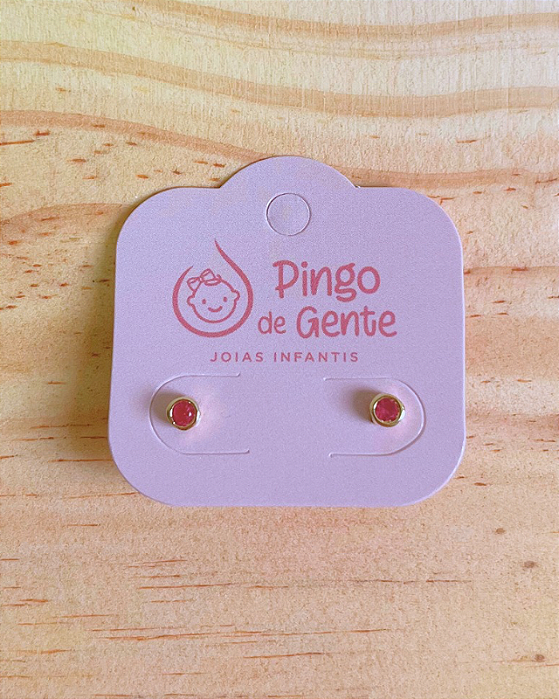 Pingo
de Gente
JOIAS INFANTIS